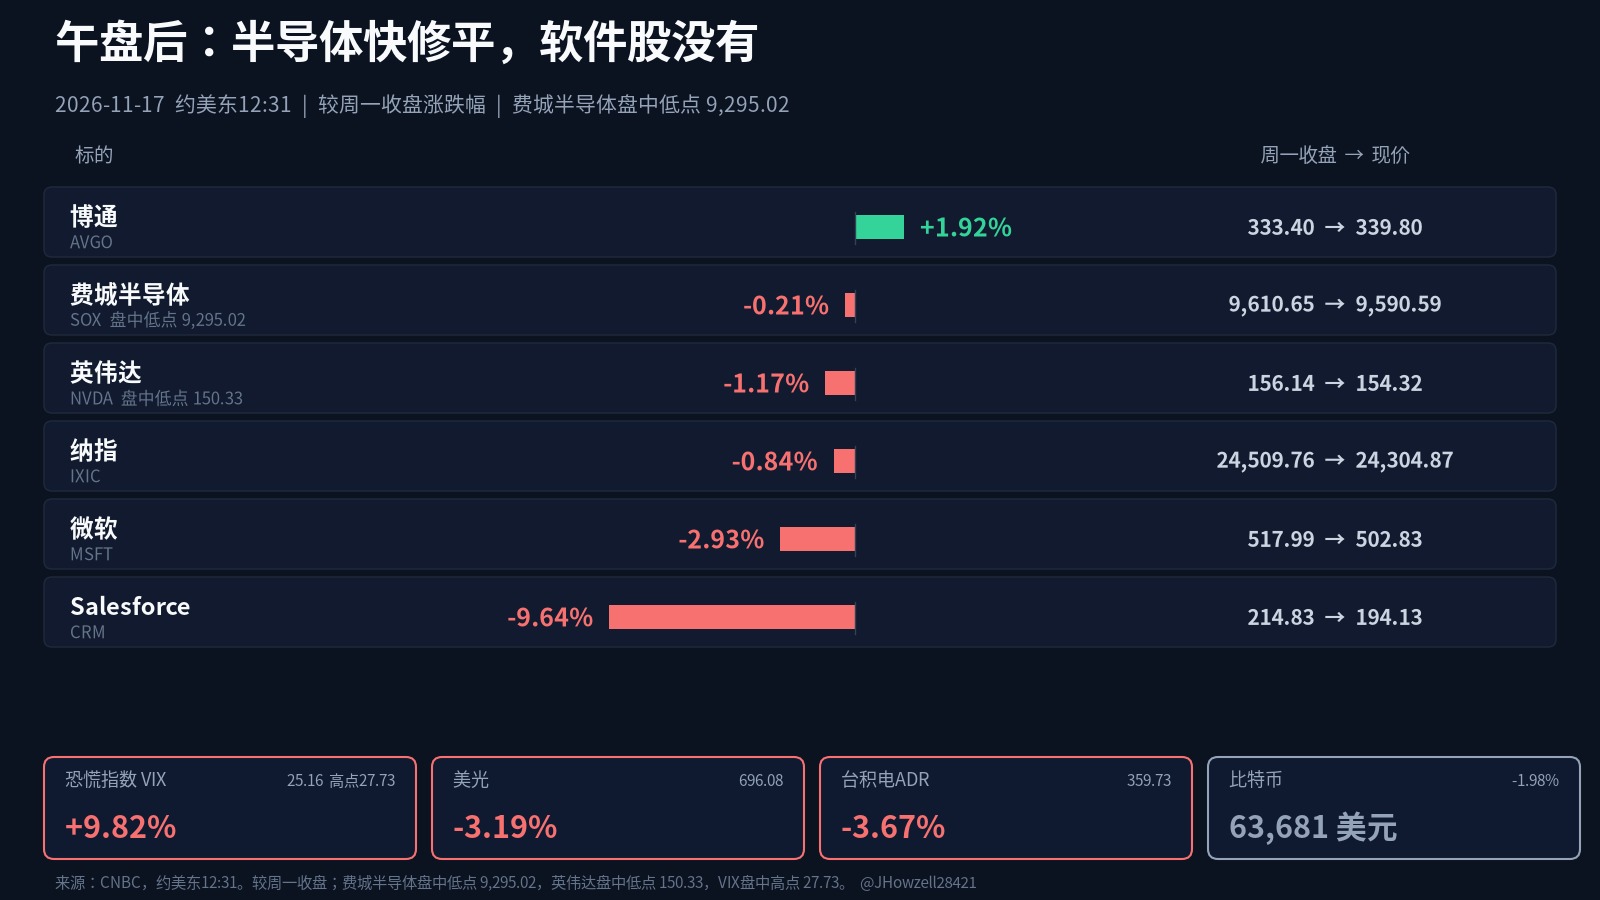 午盘后：半导体快修平，软件股没有
2026-11-17 约美东12:31 | 较周一收盘涨跌幅 | 费城半导体盘中低点 9,295.02
标的 周一收盘 → 现价
博通
AVGO
+1.92% 333.40 → 339.80
费城半导体
SOX 盘中低点 9,295.02
-0.21% 9,610.65 → 9,590.59
英伟达
NVDA 盘中低点 150.33
-1.17% 156.14 → 154.32
纳指
IXIC
-0.84% 24,509.76 → 24,304.87
微软
MSFT
-2.93% 517.99 → 502.83
Salesforce
CRM
-9.64% 214.83 → 194.13
恐慌指数 VIX 25.16 高点27.73
+9.82%
美光 696.08
-3.19%
台积电ADR 359.73
-3.67%
比特币 -1.98%
63,681 美元
来源：CNBC，约美东12:31。较周一收盘；费城半导体盘中低点 9,295.02，英伟达盘中低点 150.33，VIX盘中高点 27.73。 @JHowzell28421